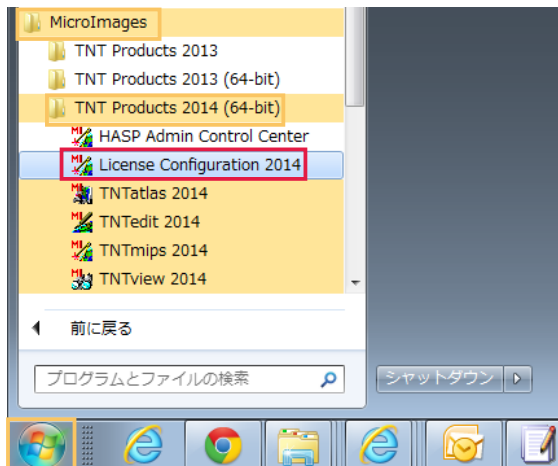 MicroImages
TNT Products 2013
TNT Products 2013 (64-bit)
TNT Products 2014 (64-bit)
HASP Admin Control Center
License Configuration 2014
TNTatlas 2014
TNTedit 2014
TNTmips 2014
TNTview 2014
前に戻る
プログラムとファイルの検索
シャットダウン